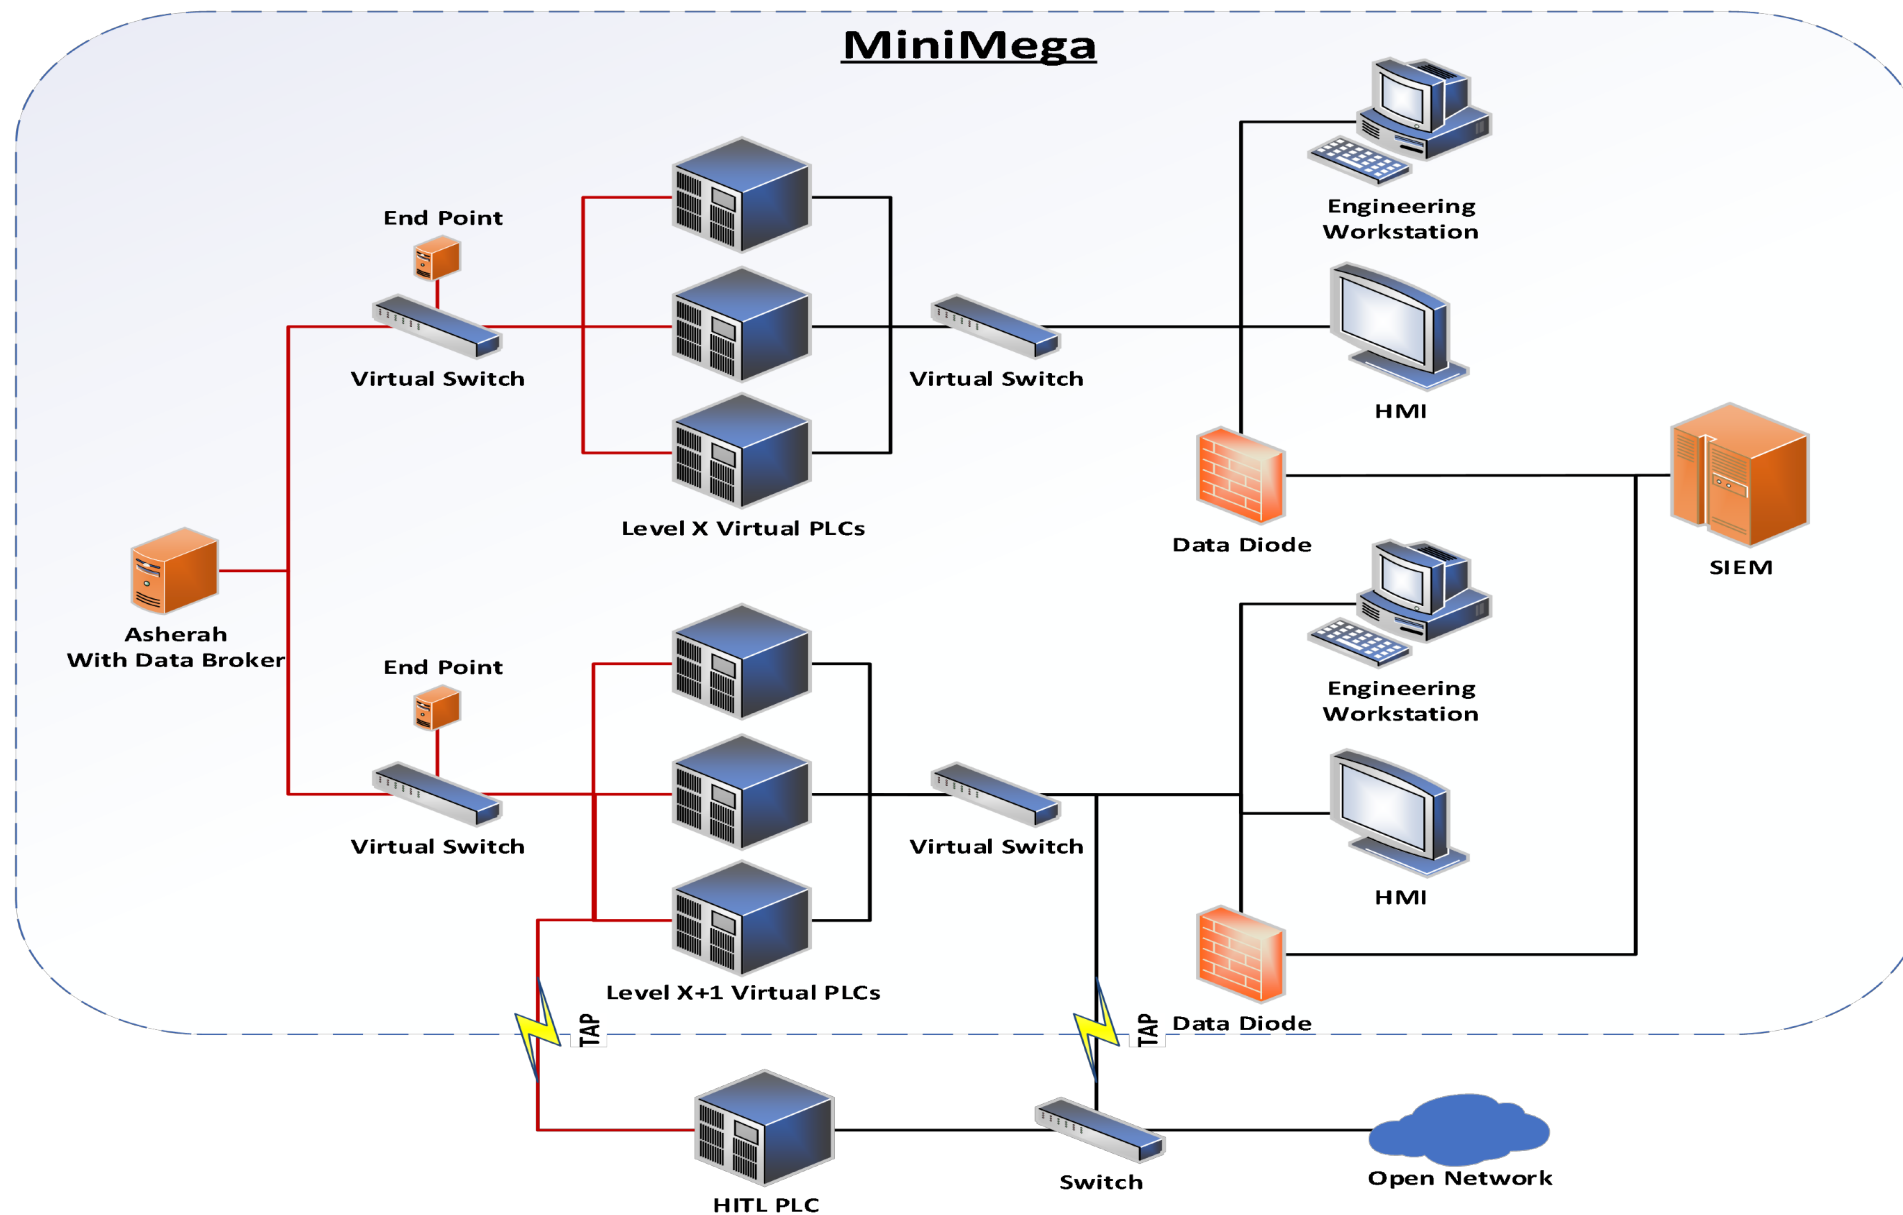 MiniMega
Engineering
Workstation
End Point
Virtual Switch
Virtual Switch
HMI
Level X Virtual PLCs
Data Diode
SIEM
Asherah
With Data Broker
End Point
Engineering
Workstation
Virtual Switch
Virtual Switch
HMI
Level X+1 Virtual PLCs
TAP
TAP
Data Diode
HITL PLC
Switch
Open Network